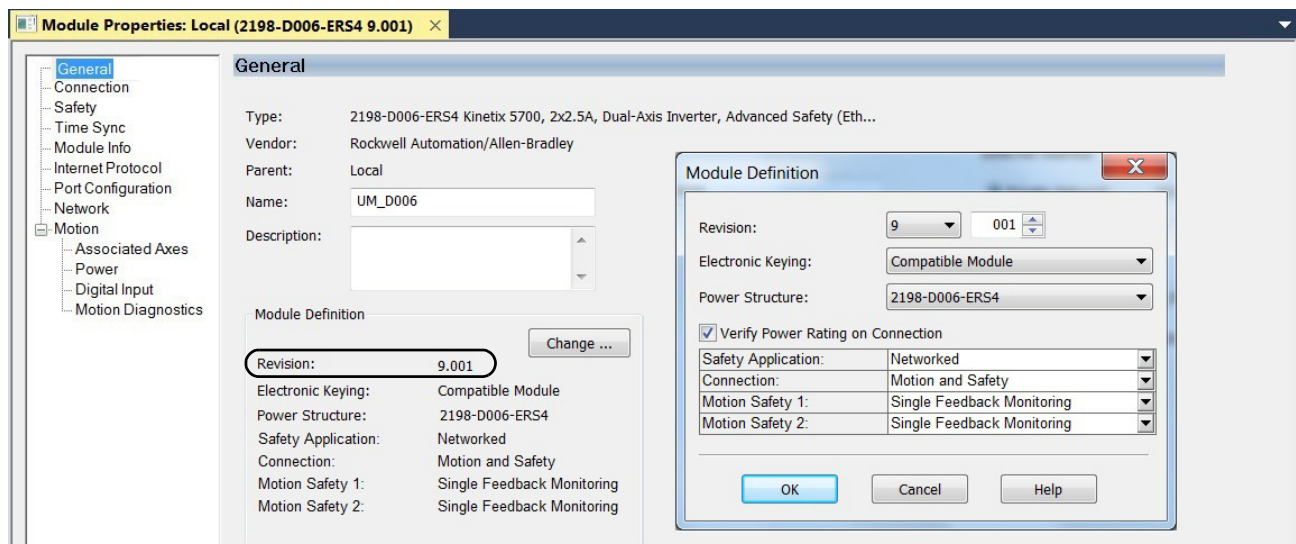 Module Properties: Local (2198-D006-ERS4 9.001)
General
Connection
Safety
Time Sync
Module Info
Internet Protocol
Port Configuration
Network
Motion
Associated Axes
Power
Digital Input
Motion Diagnostics
General
Type: 2198-D006-ERS4 Kinetix 5700, 2x2.5A, Dual-Axis Inverter, Advanced Safety (Eth...
Vendor: Rockwell Automation/Allen-Bradley
Parent: Local
Name: UM_D006
Description:
Module Definition
Change ...
Revision: 9.001
Electronic Keying: Compatible Module
Power Structure: 2198-D006-ERS4
Safety Application: Networked
Connection: Motion and Safety
Motion Safety 1: Single Feedback Monitoring
Motion Safety 2: Single Feedback Monitoring
Module Definition
Revision: 9 001
Electronic Keying: Compatible Module
Power Structure: 2198-D006-ERS4
Verify Power Rating on Connection
Safety Application: Networked
Connection: Motion and Safety
Motion Safety 1: Single Feedback Monitoring
Motion Safety 2: Single Feedback Monitoring
OK Cancel Help